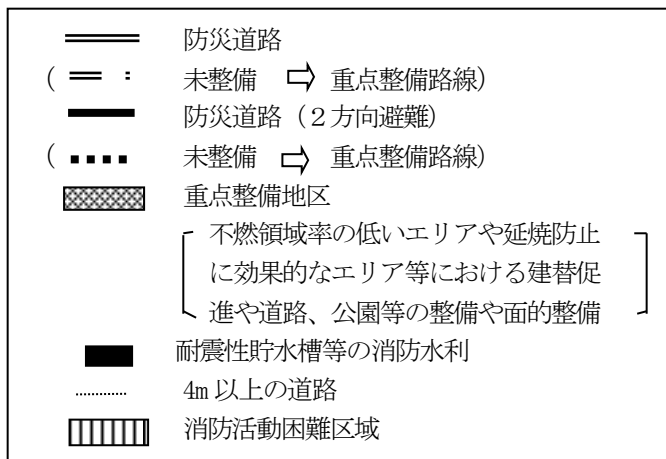 防災道路
( 未整備 ⇨ 重点整備路線)
防災道路（２方向避難）
( 未整備 ⇨ 重点整備路線)
重点整備地区
不燃領域率の低いエリアや延焼防止
に効果的なエリア等における建替促
進や道路、公園等の整備や面的整備
耐震性貯水槽等の消防水利
4m 以上の道路
消防活動困難区域